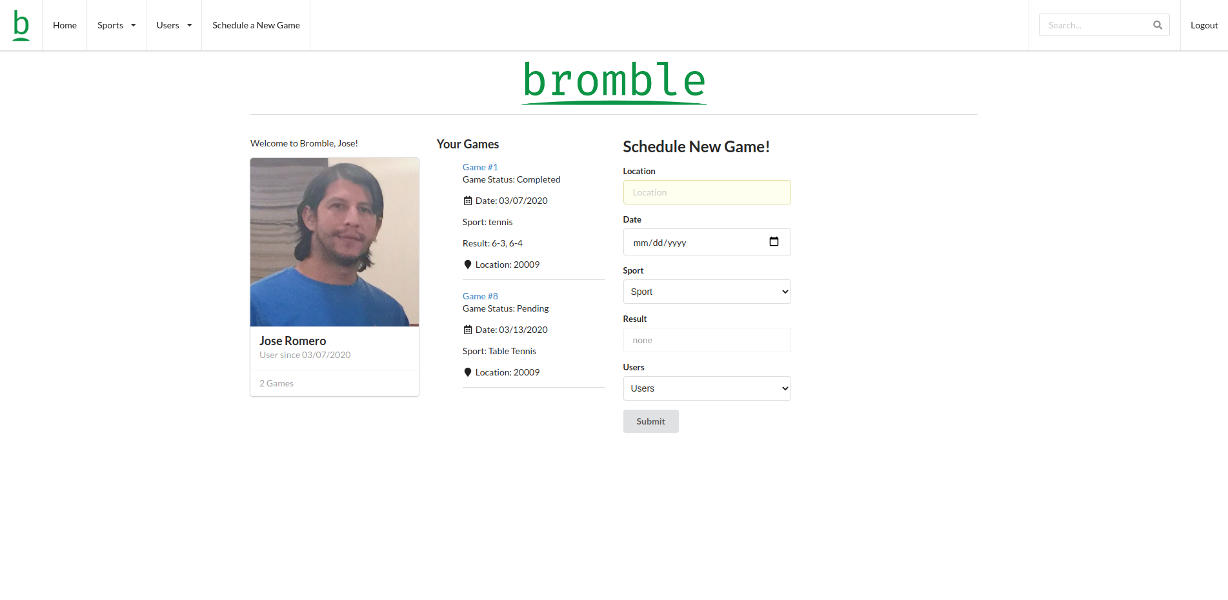 b
Home
Sports
Users
Schedule a New Game
Search...
Logout
bromble
Welcome to Bromble, Jose!
Jose Romero
User since 03/07/2020
2 Games
Your Games
Game #1
Game Status: Completed
Date: 03/07/2020
Sport: tennis
Result: 6-3, 6-4
Location: 20009
Game #8
Game Status: Pending
Date: 03/13/2020
Sport: Table Tennis
Location: 20009
Schedule New Game!
Location
Location
Date
mm/dd/yyyy
Sport
Sport
Result
none
Users
Users
Submit